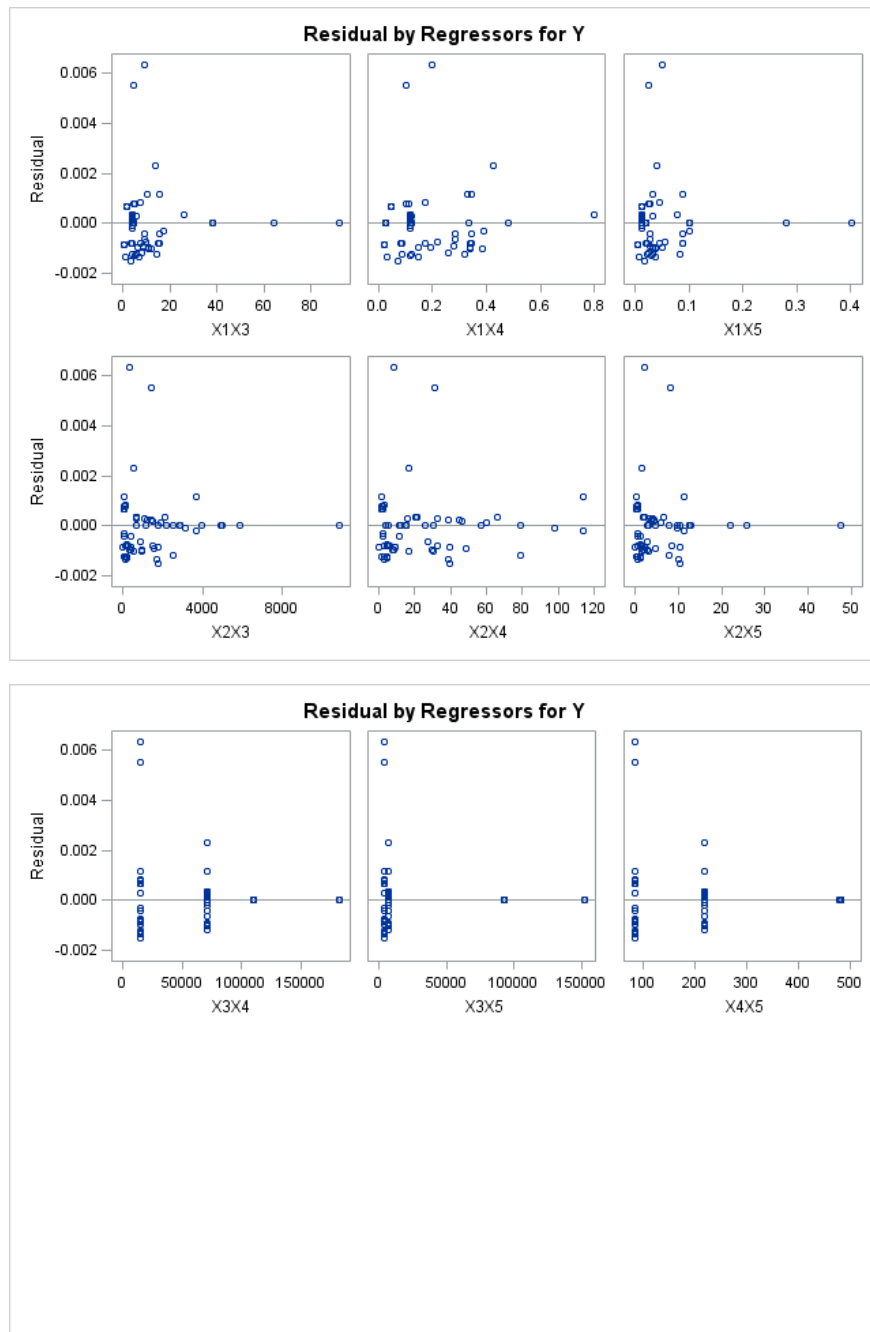 Residual by Regressors for Y
Residual
0.006
0.004
0.002
0.000
-0.002
0 20 40 60 80
0.0 0.2 0.4 0.6 0.8
0.0 0.1 0.2 0.3 0.4
X1X3 X1X4 X1X5
Residual
0.006
0.004
0.002
0.000
-0.002
0 4000 8000
0 20 40 60 80 100 120
0 10 20 30 40 50
X2X3 X2X4 X2X5
Residual by Regressors for Y
Residual
0.006
0.004
0.002
0.000
-0.002
0 50000 100000 150000
0 50000 100000 150000
100 200 300 400 500
X3X4 X3X5 X4X5